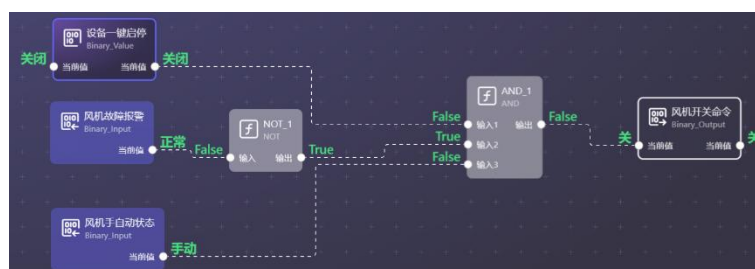 设备一键启停
Binary_Value
关闭
当前值
当前值
关闭
风机故障报警
Binary_Input
当前值
正常
False
NOT_1
NOT
输入
输出
True
风机手自动状态
Binary_Input
当前值
手动
AND_1
AND
False
输入1
输出
False
True
输入2
False
输入3
风机开关命令
Binary_Output
关
当前值
当前值
关